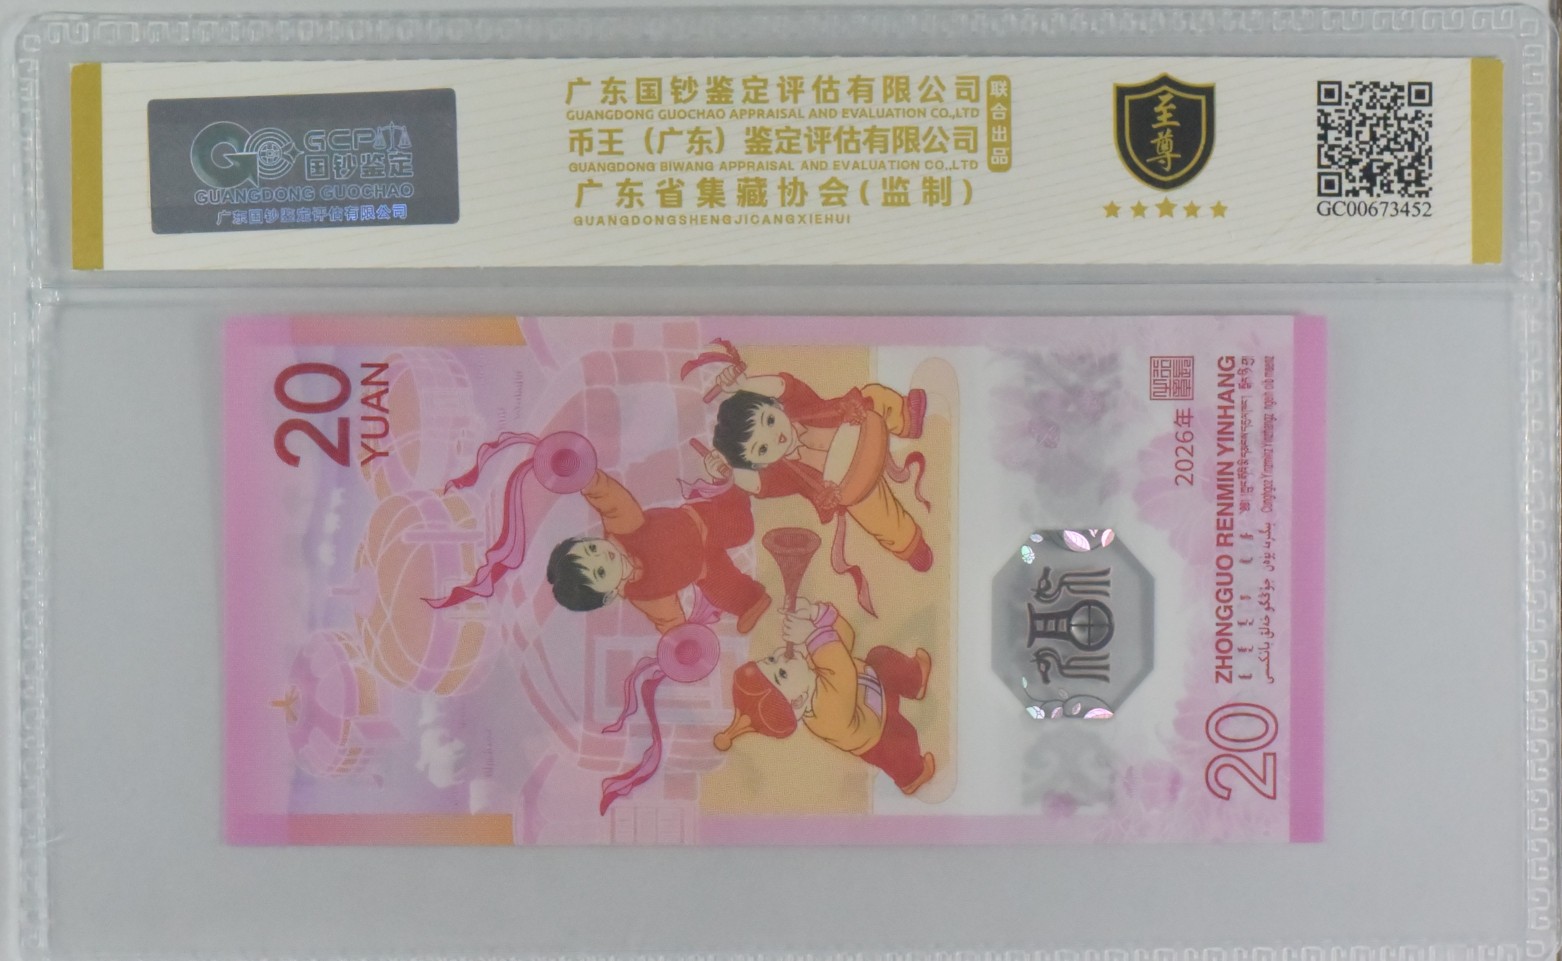 GCP
国钞鉴定
GUANGDONG GUOCHAO
广东国钞鉴定评估有限公司
广东国钞鉴定评估有限公司
GUANGDONG GUOCHAO APPRAISAL AND EVALUATION CO.,LTD
币王（广东）鉴定评估有限公司
GUANGDONG BIWANG APPRAISAL AND EVALUATION CO.,LTD
联合出品
广东省集藏协会(监制)
GUANGDONGSHENGJICANGXIEHUI
至尊
GC00673452
20
YUAN
2026年
ZHONGGUO RENMIN YINHANG
20